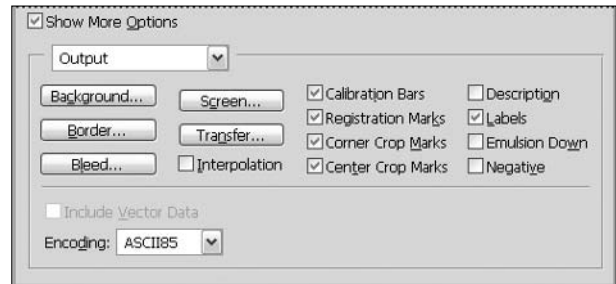 Show More Options
Output
Background... Screen... Calibration Bars Description
Registration Marks Labels
Border... Transfer... Corner Crop Marks Emulsion Down
Bleed... Interpolation Center Crop Marks Negative
Include Vector Data
Encoding: ASCII85